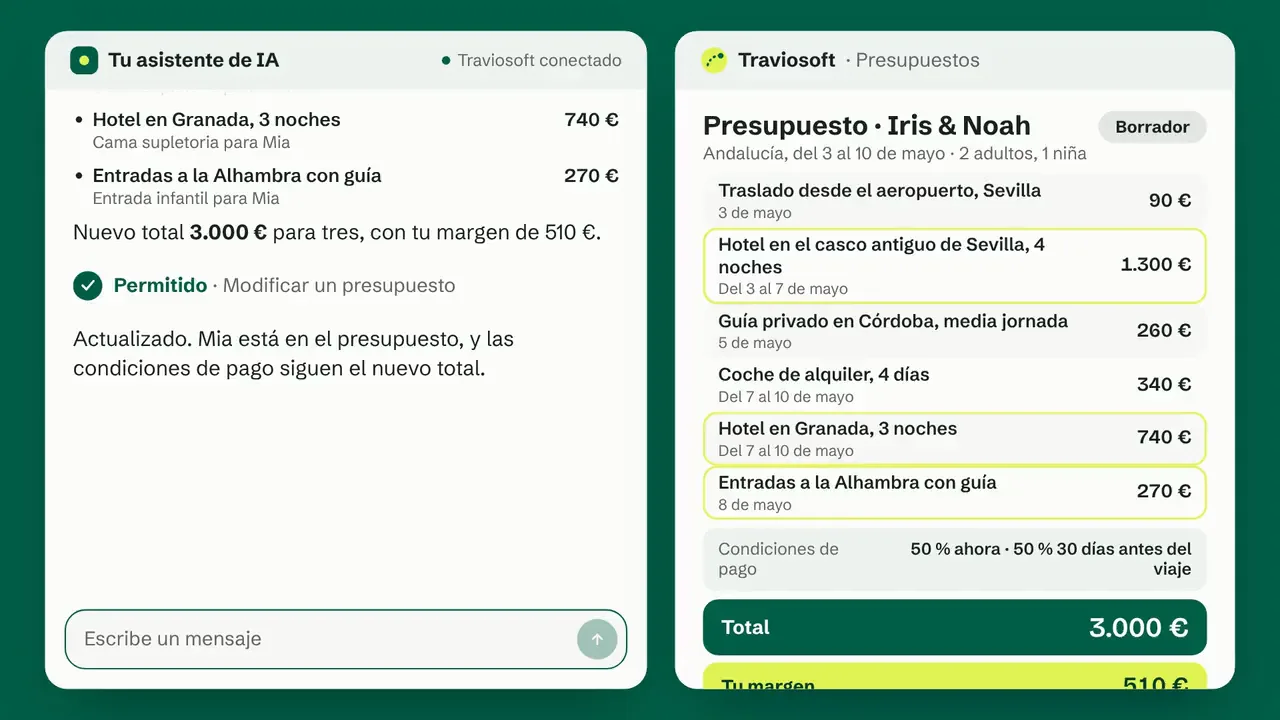 Tu asistente de IA
Traviosoft conectado
• Hotel en Granada, 3 noches 740 €
Cama supletoria para Mia
• Entradas a la Alhambra con guía 270 €
Entrada infantil para Mia
Nuevo total 3.000 € para tres, con tu margen de 510 €.
Permitido · Modificar un presupuesto
Actualizado. Mia está en el presupuesto, y las
condiciones de pago siguen el nuevo total.
Escribe un mensaje
Traviosoft · Presupuestos
Presupuesto · Iris & Noah
Borrador
Andalucía, del 3 al 10 de mayo · 2 adultos, 1 niña
Traslado desde el aeropuerto, Sevilla 90 €
3 de mayo
Hotel en el casco antiguo de Sevilla, 4
noches 1.300 €
Del 3 al 7 de mayo
Guía privado en Córdoba, media jornada 260 €
5 de mayo
Coche de alquiler, 4 días 340 €
Del 7 al 10 de mayo
Hotel en Granada, 3 noches 740 €
Del 7 al 10 de mayo
Entradas a la Alhambra con guía 270 €
8 de mayo
Condiciones de 50 % ahora · 50 % 30 días antes del
pago viaje
Total 3.000 €
Tu margen 510 €